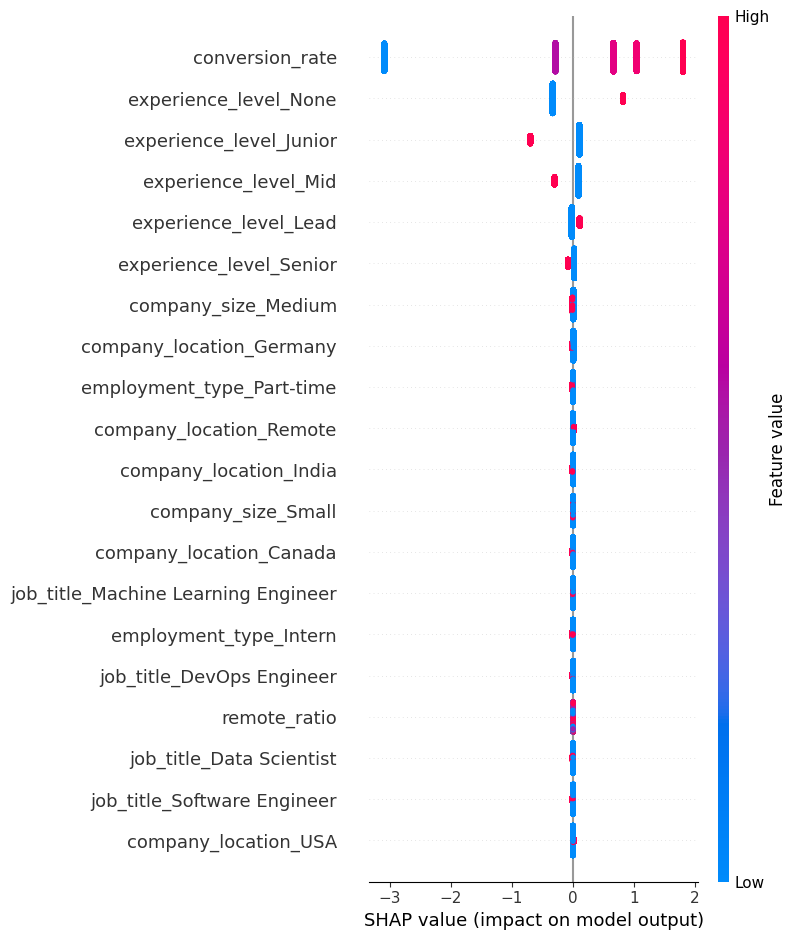 High
conversion_rate
experience_level_None
experience_level_Junior
experience_level_Mid
experience_level_Lead
experience_level_Senior
company_size_Medium
company_location_Germany
employment_type_Part-time
company_location_Remote
company_location_India
company_size_Small
company_location_Canada
job_title_Machine Learning Engineer
employment_type_Intern
job_title_DevOps Engineer
remote_ratio
job_title_Data Scientist
job_title_Software Engineer
company_location_USA
Feature value
Low
−3 −2 −1 0 1 2
SHAP value (impact on model output)